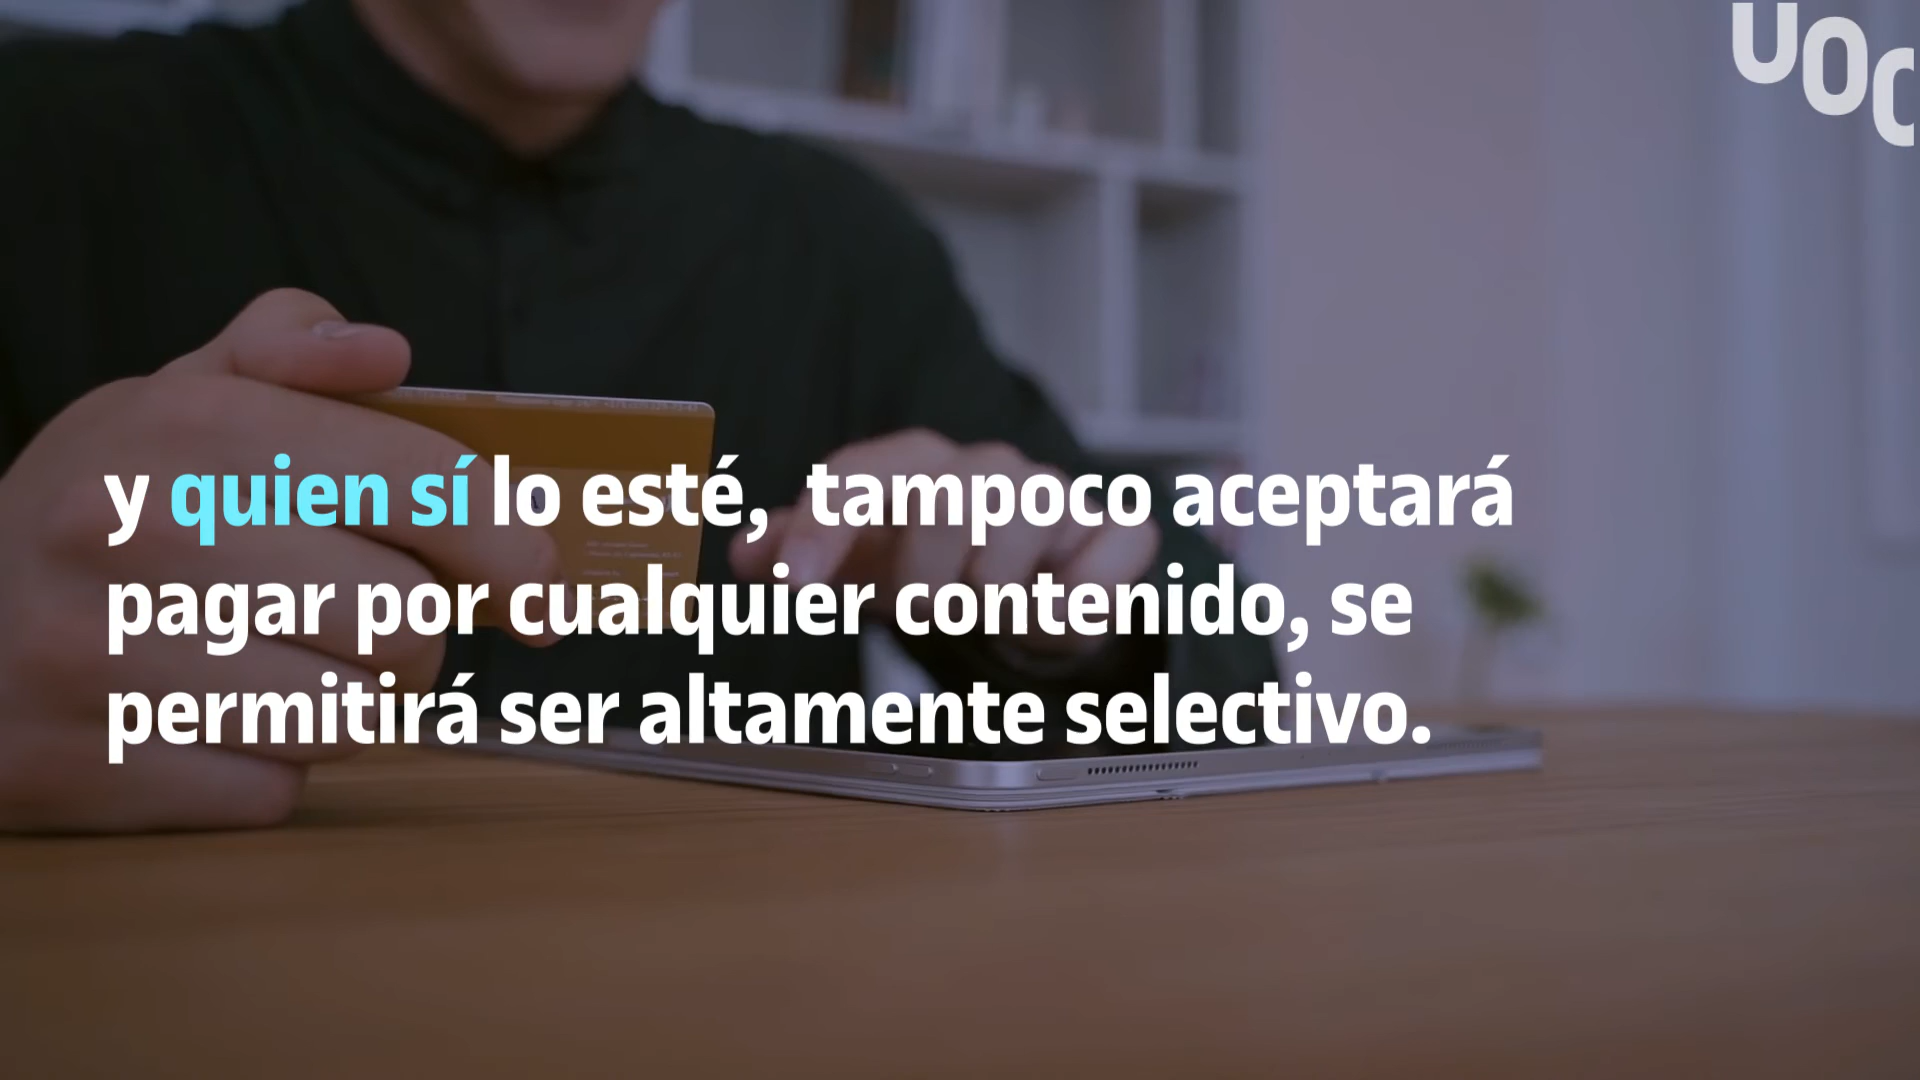 UOC
y quien sí lo esté, tampoco aceptará
pagar por cualquier contenido, se
permitirá ser altamente selectivo.